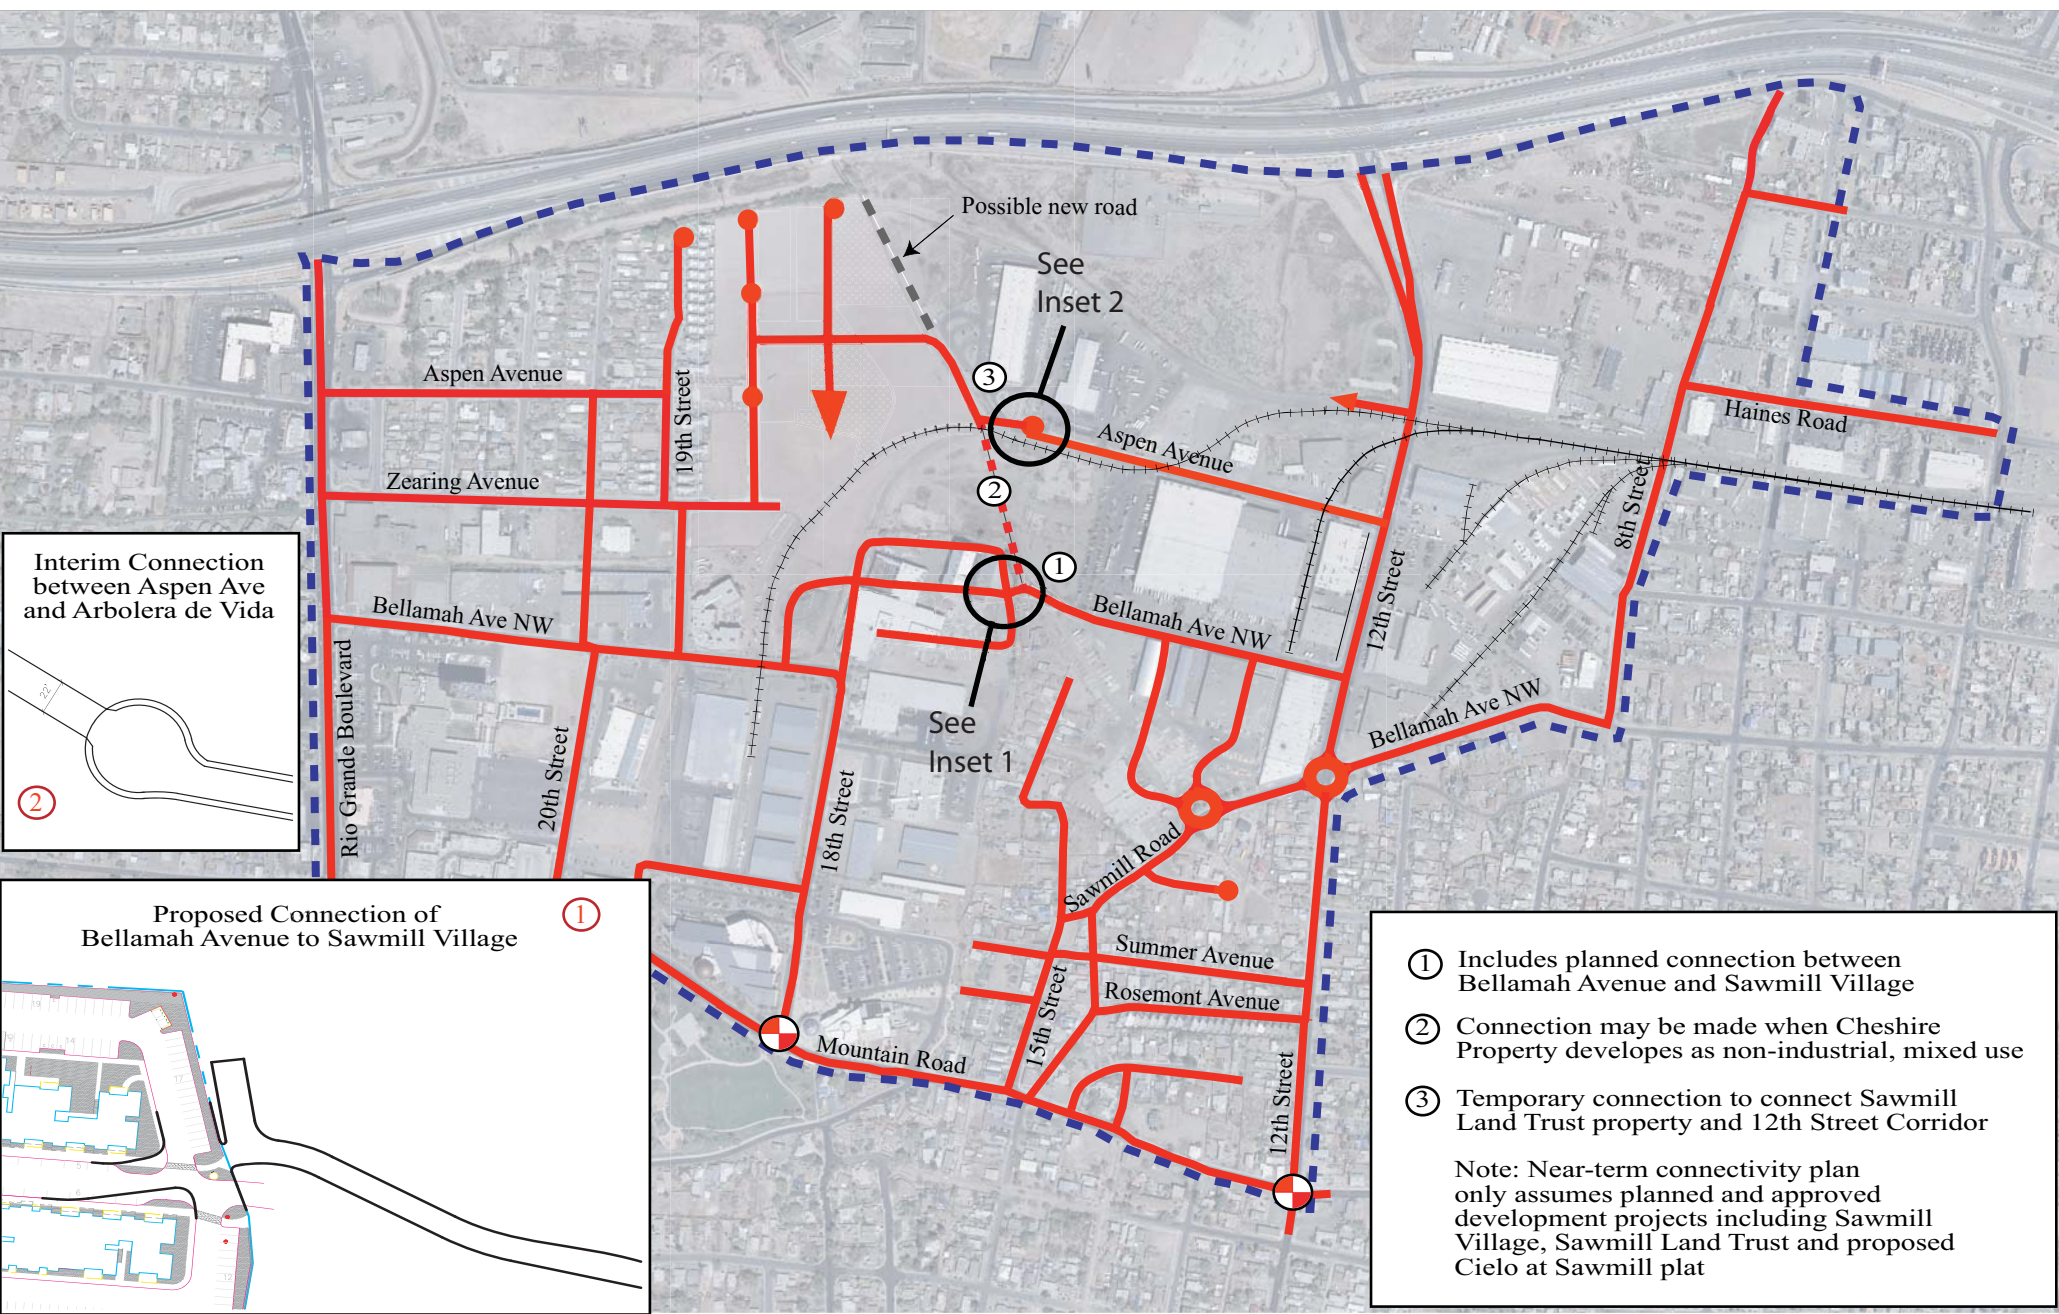 Possible new road
See
Inset 2
3
Aspen Avenue
19th Street
Aspen Avenue
Haines Road
Zearing Avenue
2
8th Street
1
12th Street
Bellamah Ave NW
Bellamah Ave NW
Bellamah Ave NW
Interim Connection
between Aspen Ave
and Arbolera de Vida
22'
2
Rio Grande Boulevard
20th Street
18th Street
See
Inset 1
Sawmill Road
Summer Avenue
Rosemont Avenue
15th Street
Mountain Road
12th Street
Proposed Connection of
Bellamah Avenue to Sawmill Village
1
19
14
17
5
6
12
1 Includes planned connection between
Bellamah Avenue and Sawmill Village
2 Connection may be made when Cheshire
Property developes as non-industrial, mixed use
3 Temporary connection to connect Sawmill
Land Trust property and 12th Street Corridor
Note: Near-term connectivity plan
only assumes planned and approved
development projects including Sawmill
Village, Sawmill Land Trust and proposed
Cielo at Sawmill plat